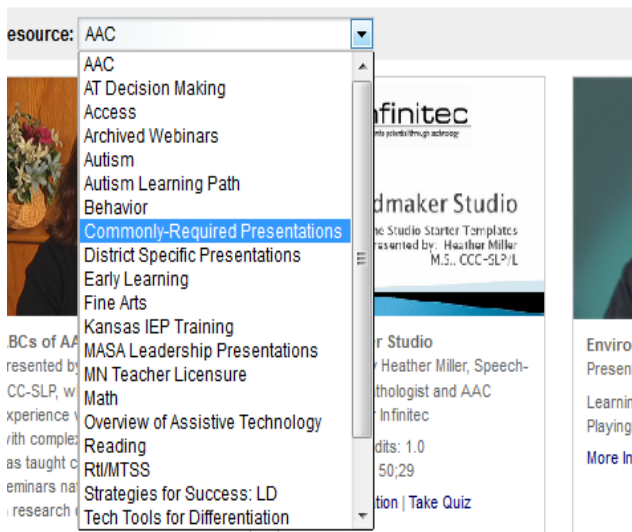 esource: AAC
AAC
AT Decision Making
Access
Archived Webinars
Autism
Autism Learning Path
Behavior
Commonly-Required Presentations
District Specific Presentations
Early Learning
Fine Arts
Kansas IEP Training
MASA Leadership Presentations
MN Teacher Licensure
Math
Overview of Assistive Technology
Reading
RtI/MTSS
Strategies for Success: LD
Tech Tools for Differentiation
nfinitec
dmaker Studio
ne Studio Starter Templates
resented by: Heather Miller
M.S., CCC-SLP/L
BCs of AA
resented by
CC-SLP, w
xperience
with complex
as taught c
eminars na
research
r Studio
Heather Miller, Speech-
thologist and AAC
r Infinitec
dits: 1.0
50;29
tion | Take Quiz
Enviro
Presen
Learnin
Playing
More In